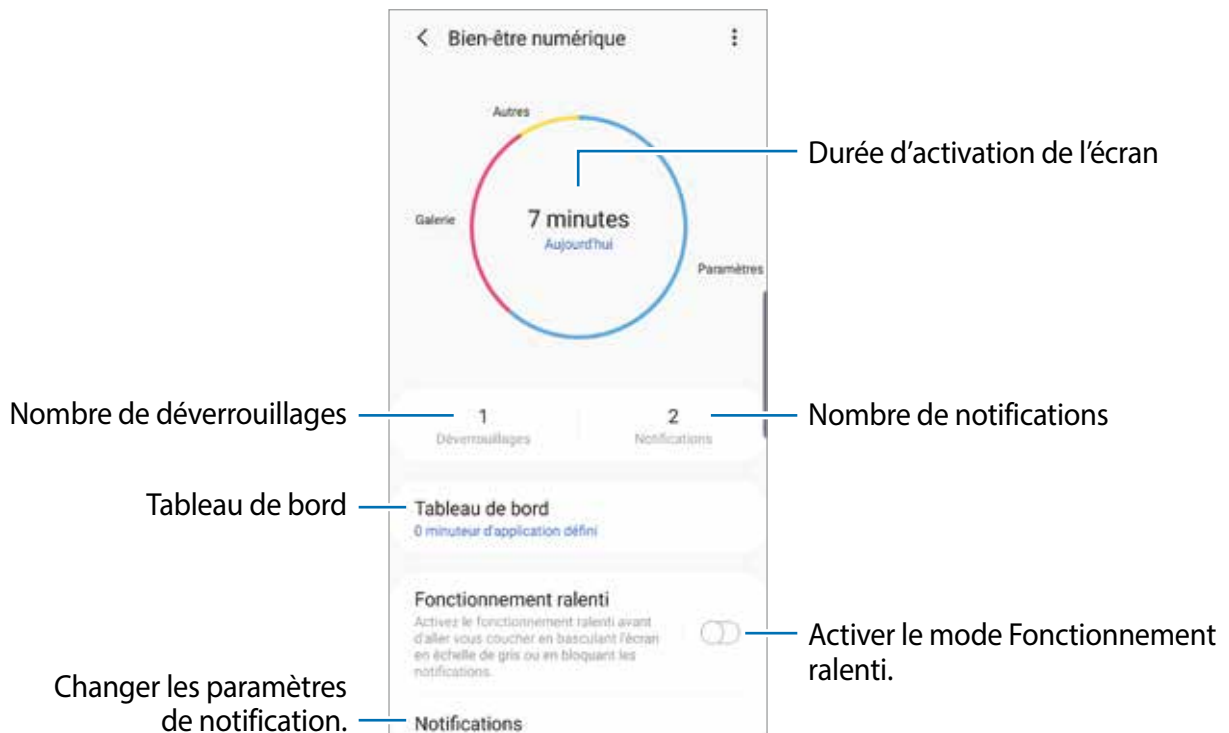 Bien-être numérique
Autres
Durée d'activation de l'écran
Galerie
7 minutes
Aujourd'hui
Paramètres
Nombre de déverrouillages
1
Déverrouillages
2
Notifications
Nombre de notifications
Tableau de bord
Tableau de bord
0 minuteur d'application défini
Fonctionnement ralenti
Activez le fonctionnement ralenti avant
d'aller vous coucher en basculant l'écran
en échelle de gris ou en bloquant les
notifications.
Activer le mode Fonctionnement
ralenti.
Changer les paramètres
de notification.
Notifications